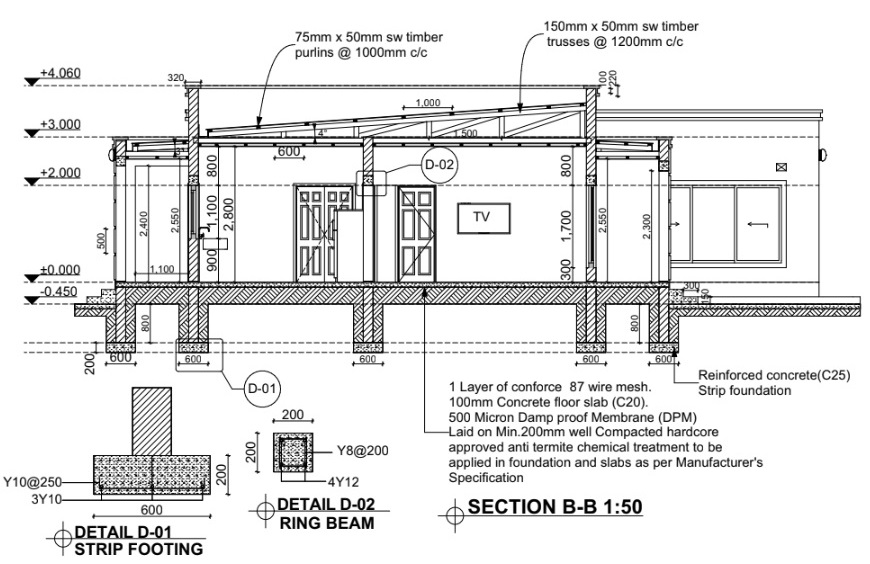 150mm x 50mm sw timber
trusses @ 1200mm c/c
75mm x 50mm sw timber
purlins @ 1000mm c/c
+4.060
320
100
220
1,000
+3.000
4°
1,500
3°
600
800
D-02
800
+2.000
2,400
2,550
1,100
2,800
TV
1,700
2,550
2,300
500
900
1,100
300
+0.000
-0.450
300
150
800
800
200
600
600
600
600
600
D-01
Reinforced concrete(C25)
Strip foundation
1 Layer of conforce 87 wire mesh.
100mm Concrete floor slab (C20).
500 Micron Damp proof Membrane (DPM)
Laid on Min.200mm well Compacted hardcore
approved anti termite chemical treatment to be
applied in foundation and slabs as per Manufacturer's
Specification
200
200
Y8@200
4Y12
Y10@250
3Y10
200
600
DETAIL D-01
STRIP FOOTING
DETAIL D-02
RING BEAM
SECTION B-B 1:50